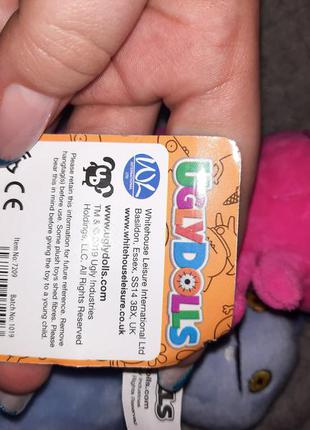 UGLYDOLLS
Whitehouse Leisure International Ltd
Basildon, Essex, SS14 3BX, UK
www.whitehouseleisure.co.uk
www.uglydolls.com
TM & © 2019 Ugly Industries
Holdings, LLC. All Rights Reserved.
Please retain this information for future reference. Remove
hangtag(s) before use. Some plush toys shed fibres. Please
bear this in mind before giving the toy to a young child.
CE
Item No: 7209
Batch No: 1019